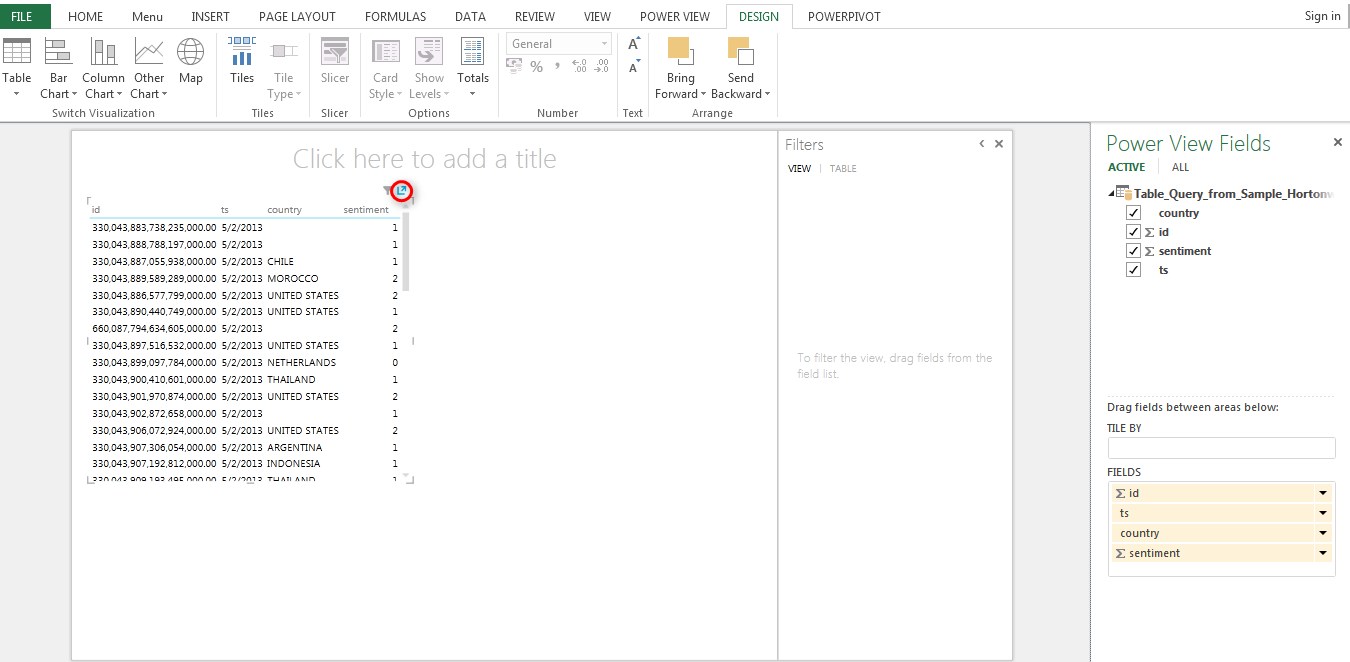 FILE HOME Menu INSERT PAGE LAYOUT FORMULAS DATA REVIEW VIEW POWER VIEW DESIGN POWERPIVOT Sign in
General
Table Bar Column Other Map Tiles Tile Slicer Card Show Totals Bring Send
Chart Chart Chart Type Style Levels Forward Backward
Switch Visualization Tiles Slicer Options Number Text Arrange
Click here to add a title
id ts country sentiment
330,043,883,738,235,000.00 5/2/2013 1
330,043,888,788,197,000.00 5/2/2013 1
330,043,887,055,938,000.00 5/2/2013 CHILE 1
330,043,889,589,289,000.00 5/2/2013 MOROCCO 2
330,043,886,577,799,000.00 5/2/2013 UNITED STATES 2
330,043,890,440,749,000.00 5/2/2013 UNITED STATES 1
660,087,794,634,605,000.00 5/2/2013 2
330,043,897,516,532,000.00 5/2/2013 UNITED STATES 1
330,043,899,097,784,000.00 5/2/2013 NETHERLANDS 0
330,043,900,410,601,000.00 5/2/2013 THAILAND 1
330,043,901,970,874,000.00 5/2/2013 UNITED STATES 2
330,043,902,872,658,000.00 5/2/2013 1
330,043,906,072,924,000.00 5/2/2013 UNITED STATES 2
330,043,907,306,054,000.00 5/2/2013 ARGENTINA 1
330,043,907,192,812,000.00 5/2/2013 INDONESIA 1
330,043,909,193,495,000.00 5/2/2013 THAILAND 1
Filters
VIEW | TABLE
To filter the view, drag fields from the
field list.
Power View Fields
ACTIVE ALL
Table_Query_from_Sample_Hortonw
country
Σ id
Σ sentiment
ts
Drag fields between areas below:
TILE BY
FIELDS
Σ id
ts
country
Σ sentiment